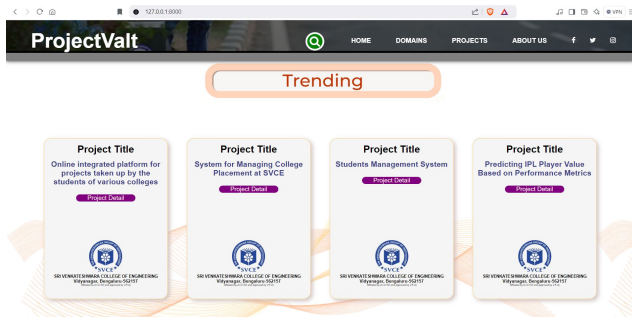 127.0.0.1:8000
VPN
ProjectValt
HOME DOMAINS PROJECTS ABOUT US
Trending
Project Title
Online integrated platform for
projects taken up by the
students of various colleges
Project Detail
SVCE
SRI VENKATESHWARA COLLEGE OF ENGINEERING
Vidyanagar, Bengaluru-562157
Project Title
System for Managing College
Placement at SVCE
Project Detail
SVCE
SRI VENKATESHWARA COLLEGE OF ENGINEERING
Vidyanagar, Bengaluru-562157
Project Title
Students Management System
Project Detail
SVCE
SRI VENKATESHWARA COLLEGE OF ENGINEERING
Vidyanagar, Bengaluru-562157
Project Title
Predicting IPL Player Value
Based on Performance Metrics
Project Detail
SVCE
SRI VENKATESHWARA COLLEGE OF ENGINEERING
Vidyanagar, Bengaluru-562157